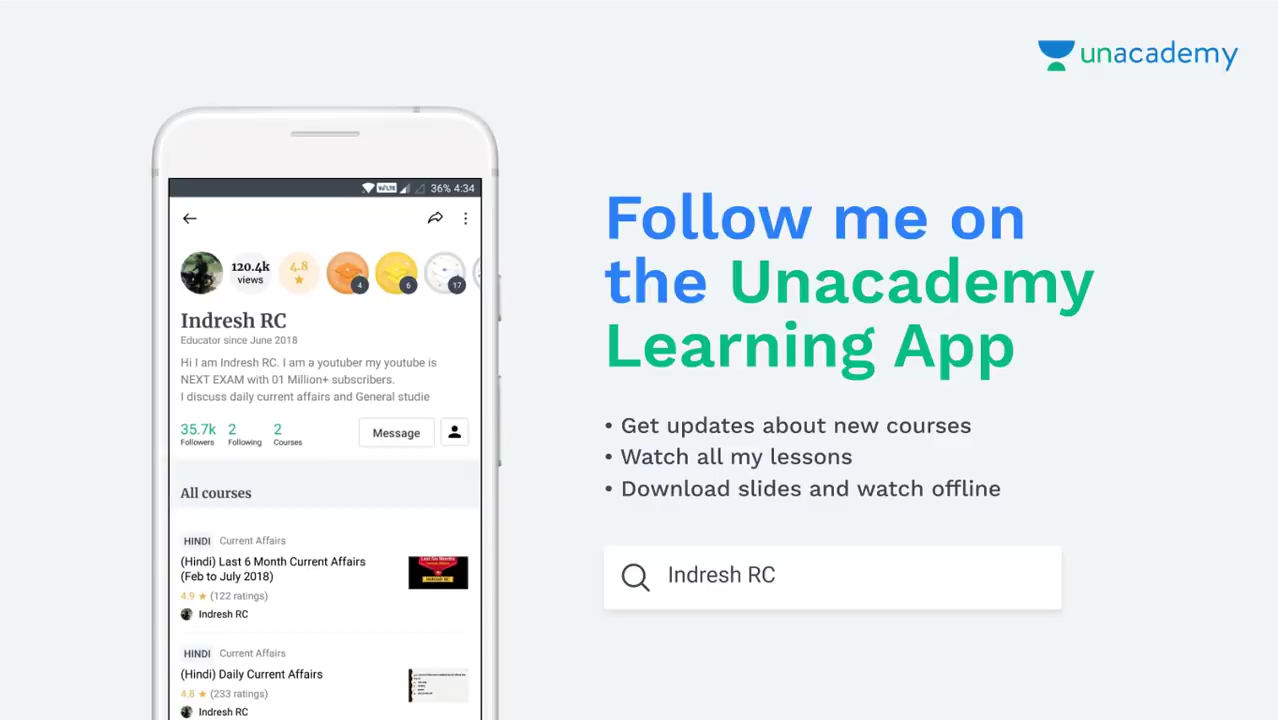 unacademy
VoLTE 36% 4:34
120.4k
views
4.8
4
6
17
Indresh RC
Educator since June 2018
Hi I am Indresh RC. I am a youtuber my youtube is
NEXT EXAM with 01 Million+ subscribers.
I discuss daily current affairs and General studie
35.7k 2 2
Followers Following Courses
Message
All courses
HINDI Current Affairs
(Hindi) Last 6 Month Current Affairs
(Feb to July 2018)
4.9 ★ (122 ratings)
Indresh RC
HINDI Current Affairs
(Hindi) Daily Current Affairs
4.8 ★ (233 ratings)
Indresh RC
Follow me on
the Unacademy
Learning App
• Get updates about new courses
• Watch all my lessons
• Download slides and watch offline
Indresh RC